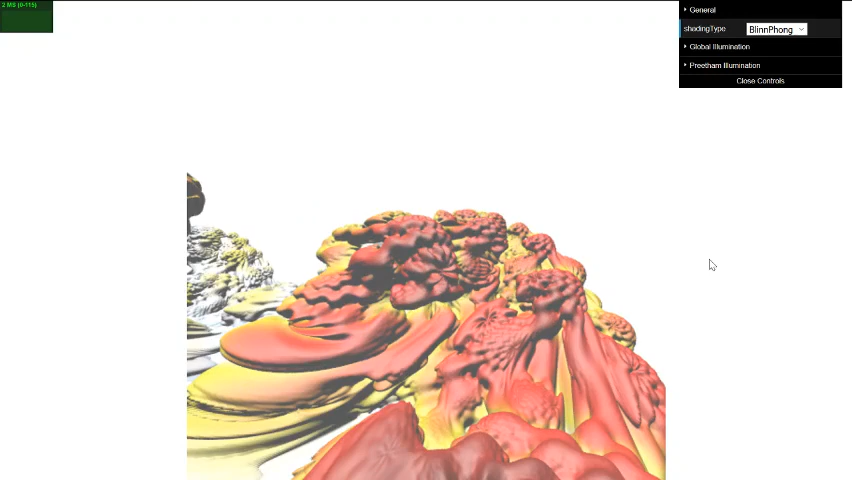 2 MS (0-115)
General
shadingType BlinnPhong
Global Illumination
Preetham Illumination
Close Controls